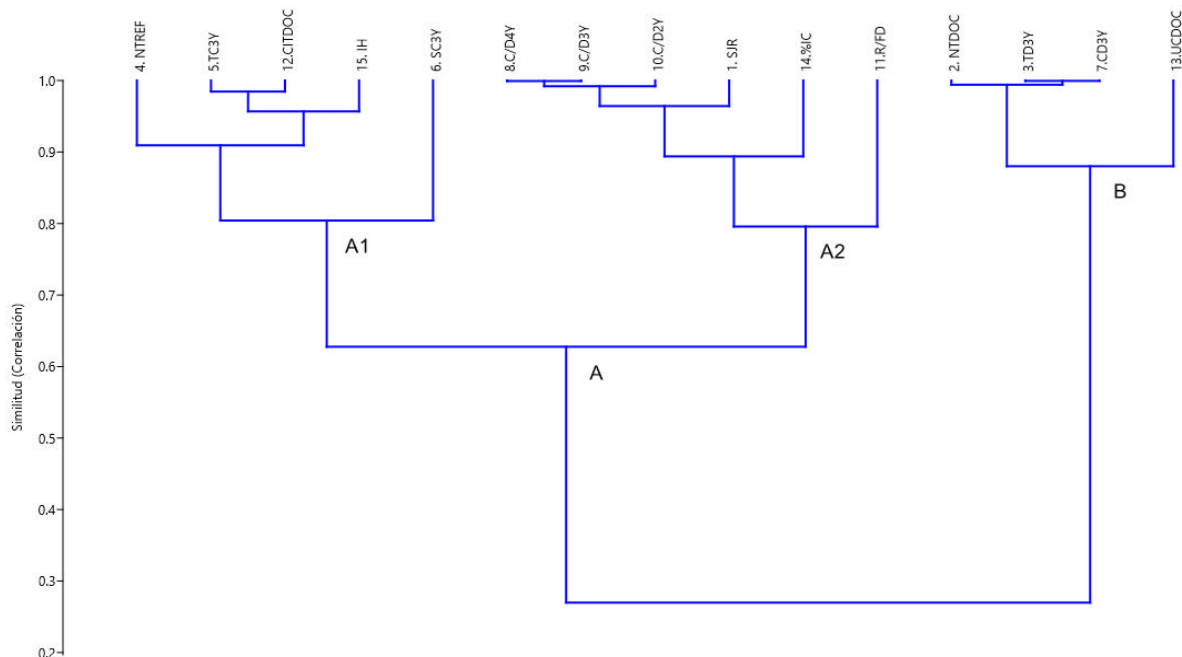 4. NTREF
5.TC3Y
12.CITDOC
15. IH
6. SC3Y
8.C/D4Y
9.C/D3Y
10.C/D2Y
1. SJR
14.%IC
11.R/FD
2. NTDOC
3.TD3Y
7.CD3Y
13.UCDOC
1.0
0.9
0.8
0.7
0.6
0.5
0.4
0.3
0.2
Similitud (Correlación)
A1
A2
A
B